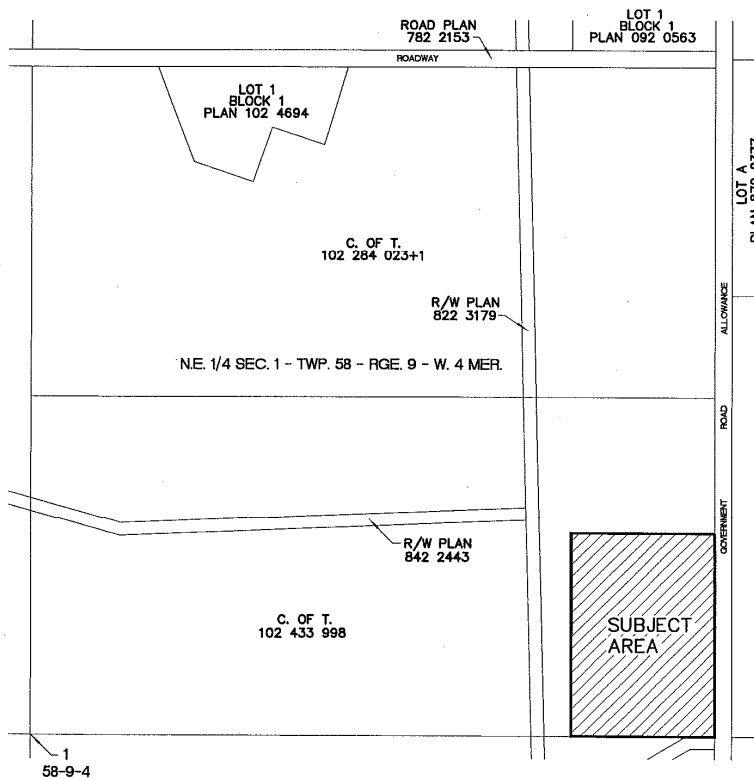 ROAD PLAN
782 2153
LOT 1
BLOCK 1
PLAN 092 0563
ROADWAY
LOT 1
BLOCK 1
PLAN 102 4694
LOT A
PLAN
C. OF T.
102 284 023+1
R/W PLAN
822 3179
ALLOWANCE
N.E. 1/4 SEC. 1 - TWP. 58 - RGE. 9 - W. 4 MER.
ROAD
GOVERNMENT
R/W PLAN
842 2443
C. OF T.
102 433 998
SUBJECT
AREA
1
58-9-4